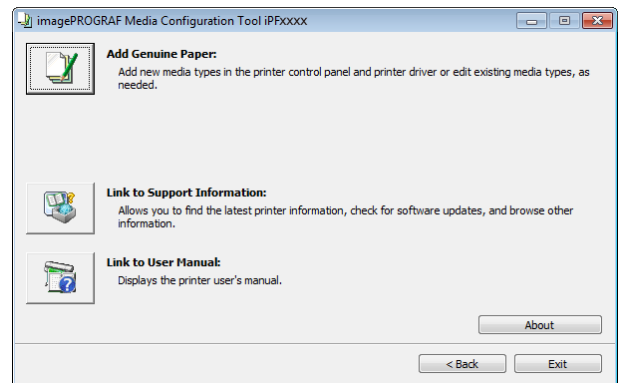 imagePROGRAF Media Configuration Tool iPFxxxx
Add Genuine Paper:
Add new media types in the printer control panel and printer driver or edit existing media types, as
needed.
Link to Support Information:
Allows you to find the latest printer information, check for software updates, and browse other
information.
Link to User Manual:
Displays the printer user's manual.
About
< Back
Exit